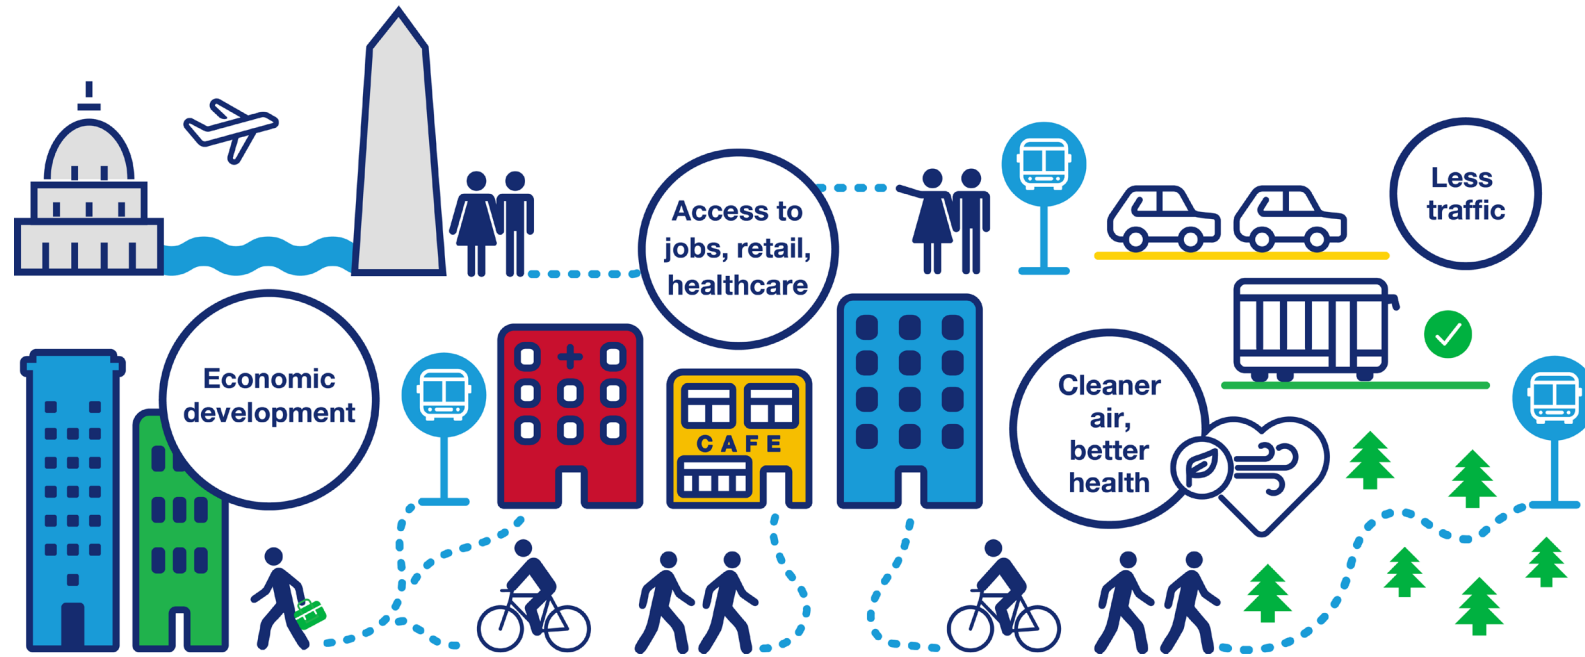 Access to
jobs, retail,
healthcare
Less
traffic
Economic
development
CAFE
Cleaner
air,
better
health